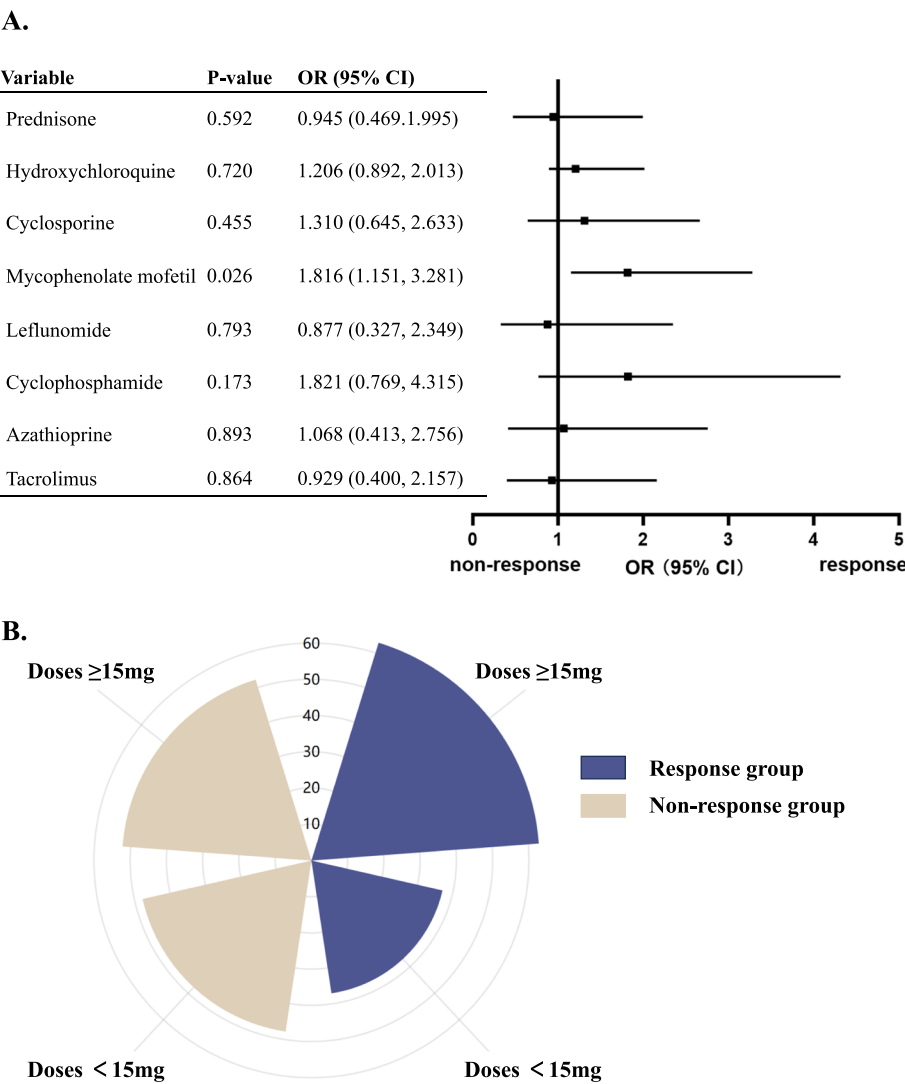 A.
Variable P-value OR (95% CI)
Prednisone 0.592 0.945 (0.469.1.995)
Hydroxychloroquine 0.720 1.206 (0.892, 2.013)
Cyclosporine 0.455 1.310 (0.645, 2.633)
Mycophenolate mofetil 0.026 1.816 (1.151, 3.281)
Leflunomide 0.793 0.877 (0.327, 2.349)
Cyclophosphamide 0.173 1.821 (0.769, 4.315)
Azathioprine 0.893 1.068 (0.413, 2.756)
Tacrolimus 0.864 0.929 (0.400, 2.157)
0 1 2 3 4 5
non-response OR (95% CI) response
B.
60
50
40
30
20
10
Doses ≥15mg
Doses ≥15mg
Response group
Non-response group
Doses <15mg
Doses <15mg